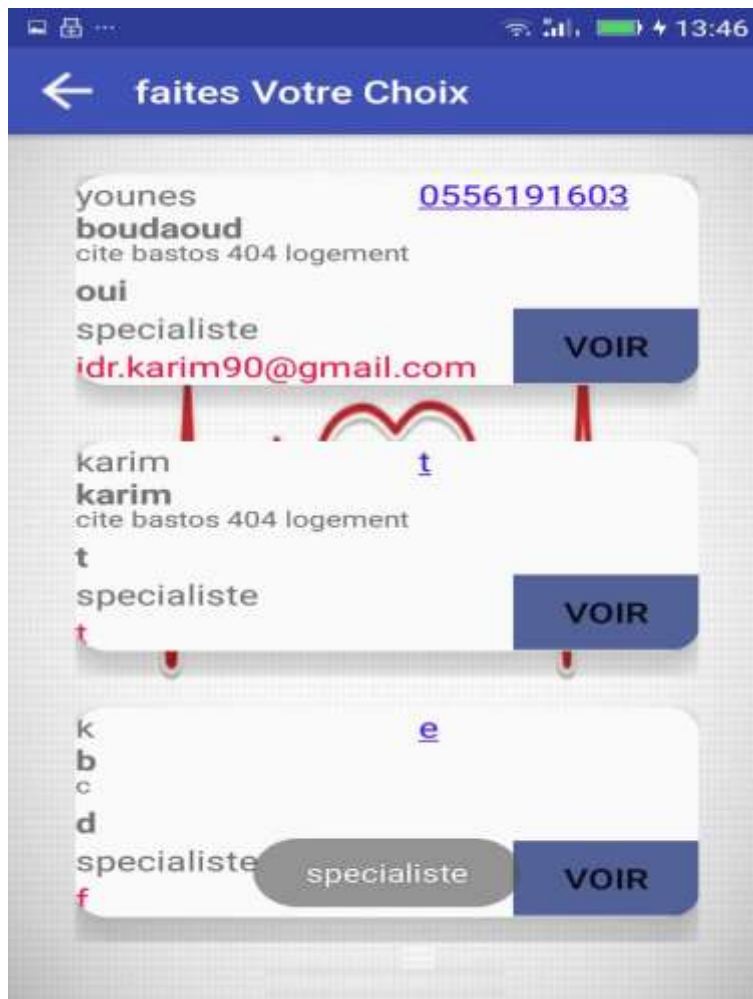 13:46
faites Votre Choix
younes 0556191603
boudaoud
cite bastos 404 logement
oui
specialiste
VOIR
idr.karim90@gmail.com
karim t
karim
cite bastos 404 logement
t
specialiste
VOIR
t
k e
b
c
d
specialiste
specialiste
VOIR
f